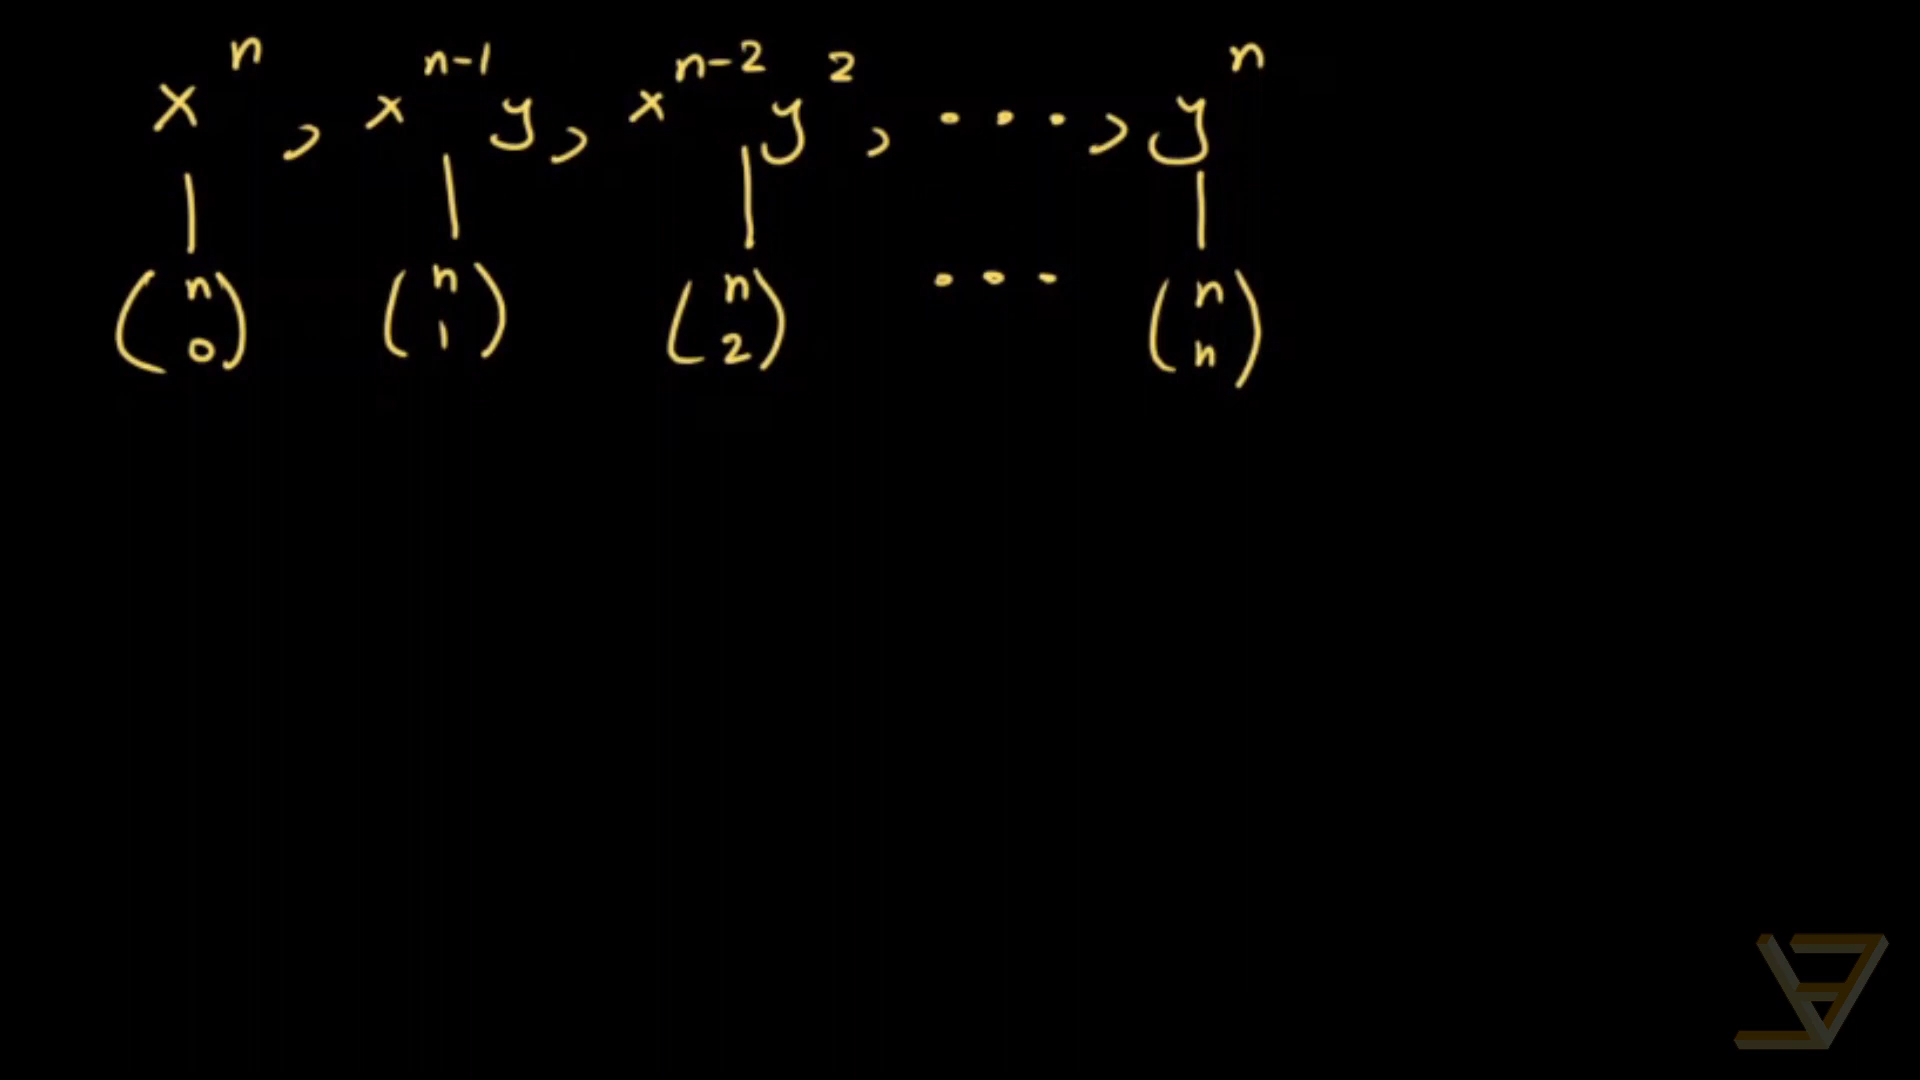 xⁿ, xⁿ⁻¹y, xⁿ⁻²y², ..., yⁿ
(n 0) (n 1) (n 2) ... (n n)